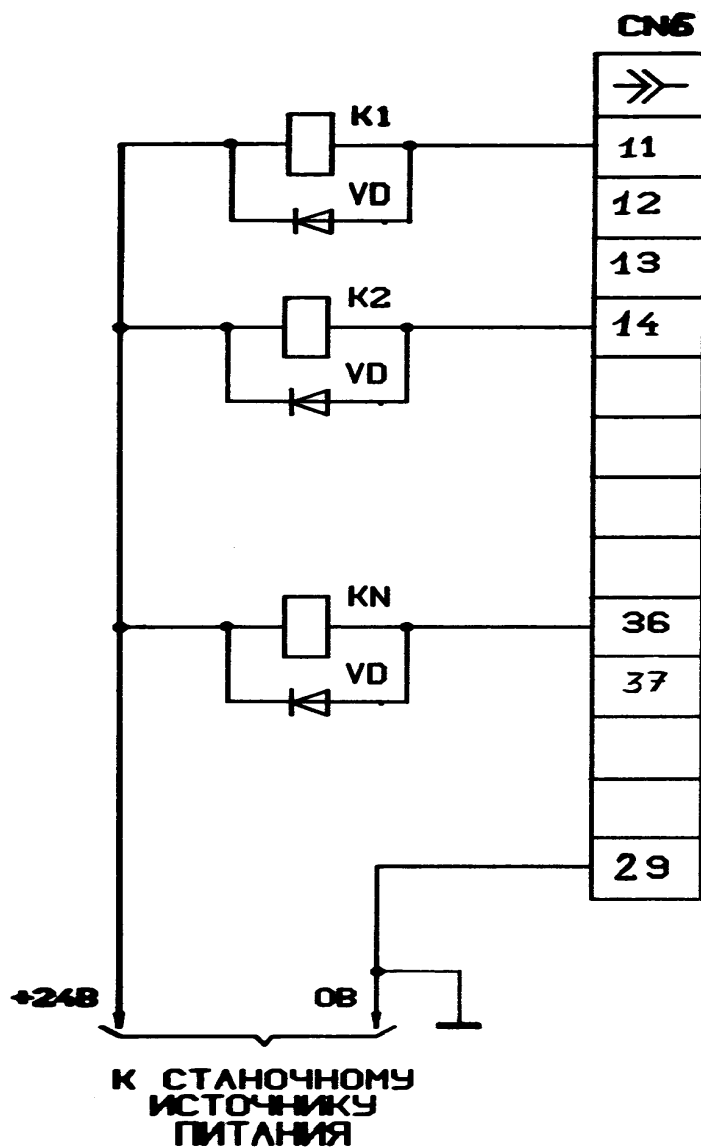 CN6
K1
11
VD
12
13
K2
14
VD
KN
36
VD
37
29
+24В
0В
К СТАНОЧНОМУ
ИСТОЧНИКУ
ПИТАНИЯ